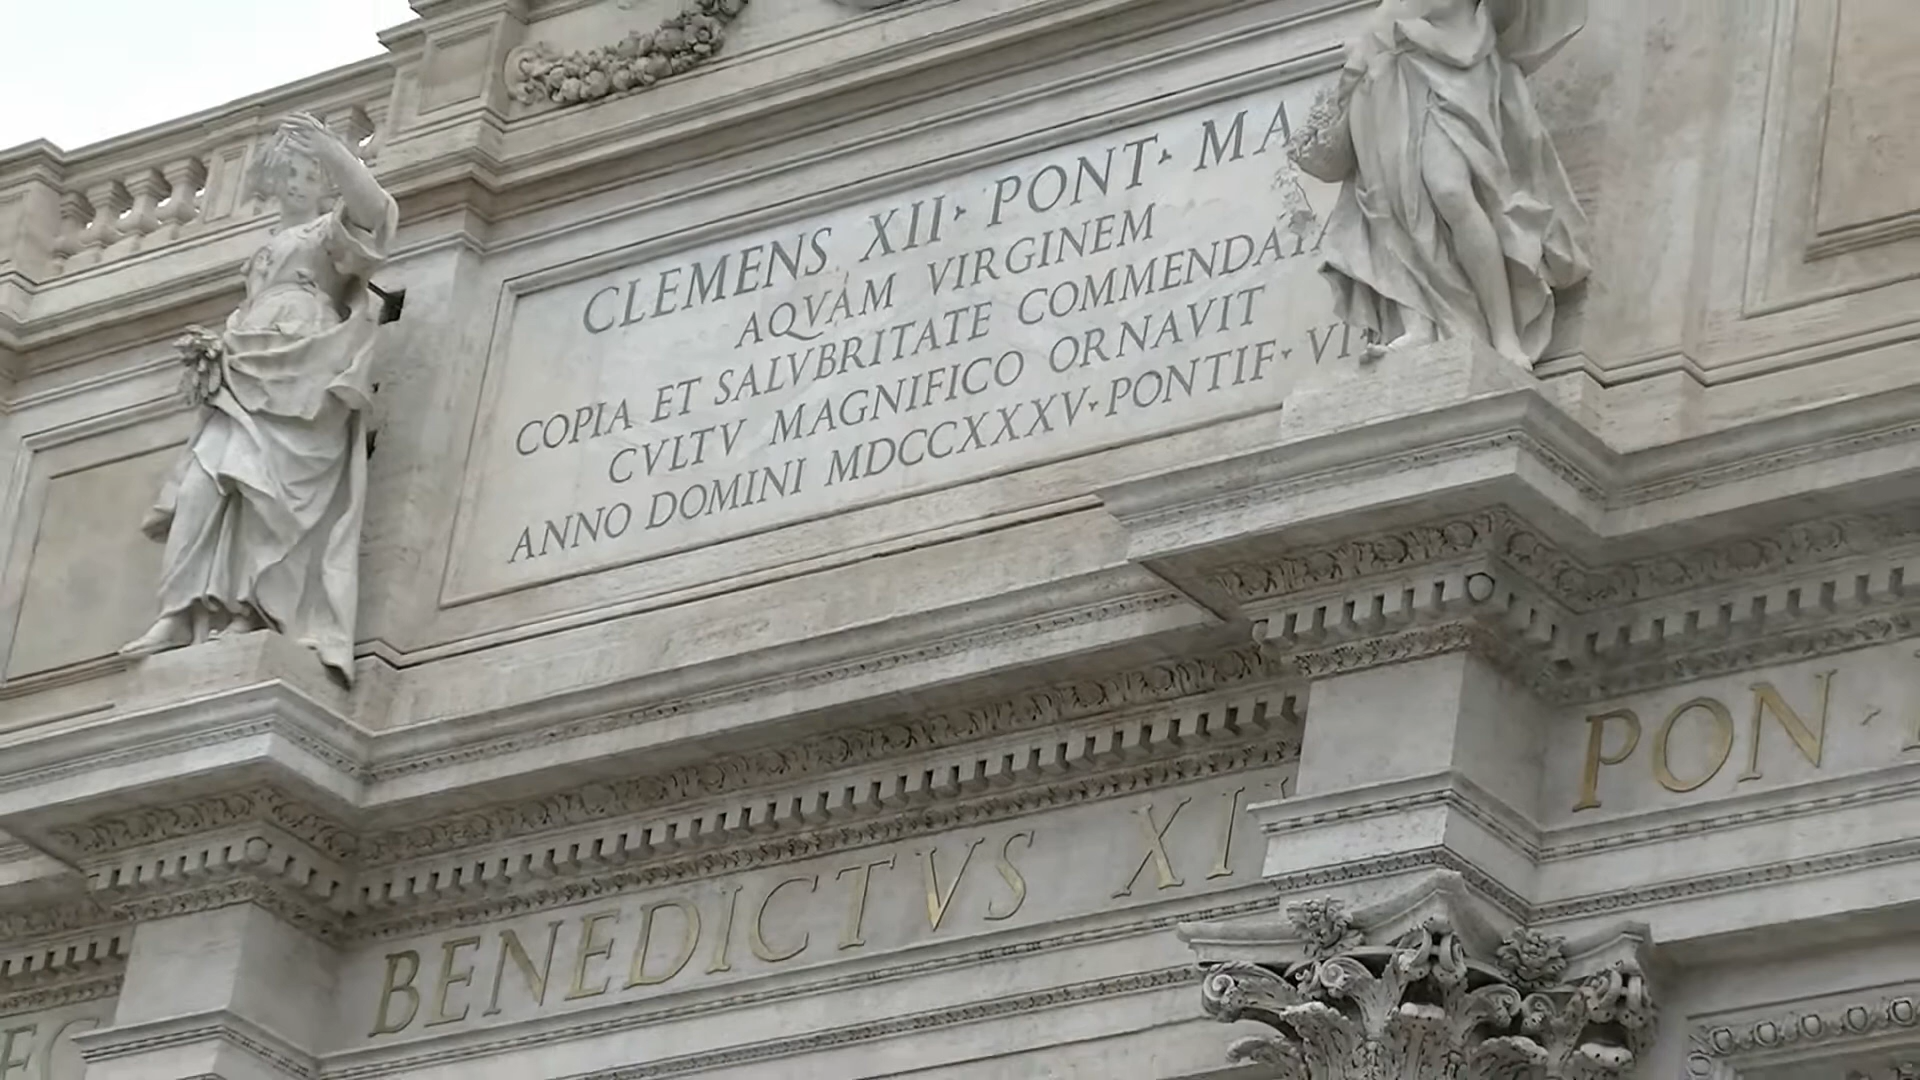 CLEMENS XII · PONT · MA
AQVAM VIRGINEM
COPIA ET SALVBRITATE COMMENDATA
CVLTV MAGNIFICO ORNAVIT
ANNO DOMINI MDCCXXXV · PONTIF · VI
BENEDICTVS XI
PON ·